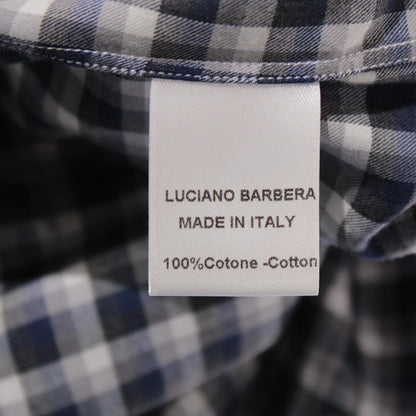 LUCIANO BARBERA
MADE IN ITALY
100%Cotone -Cotton